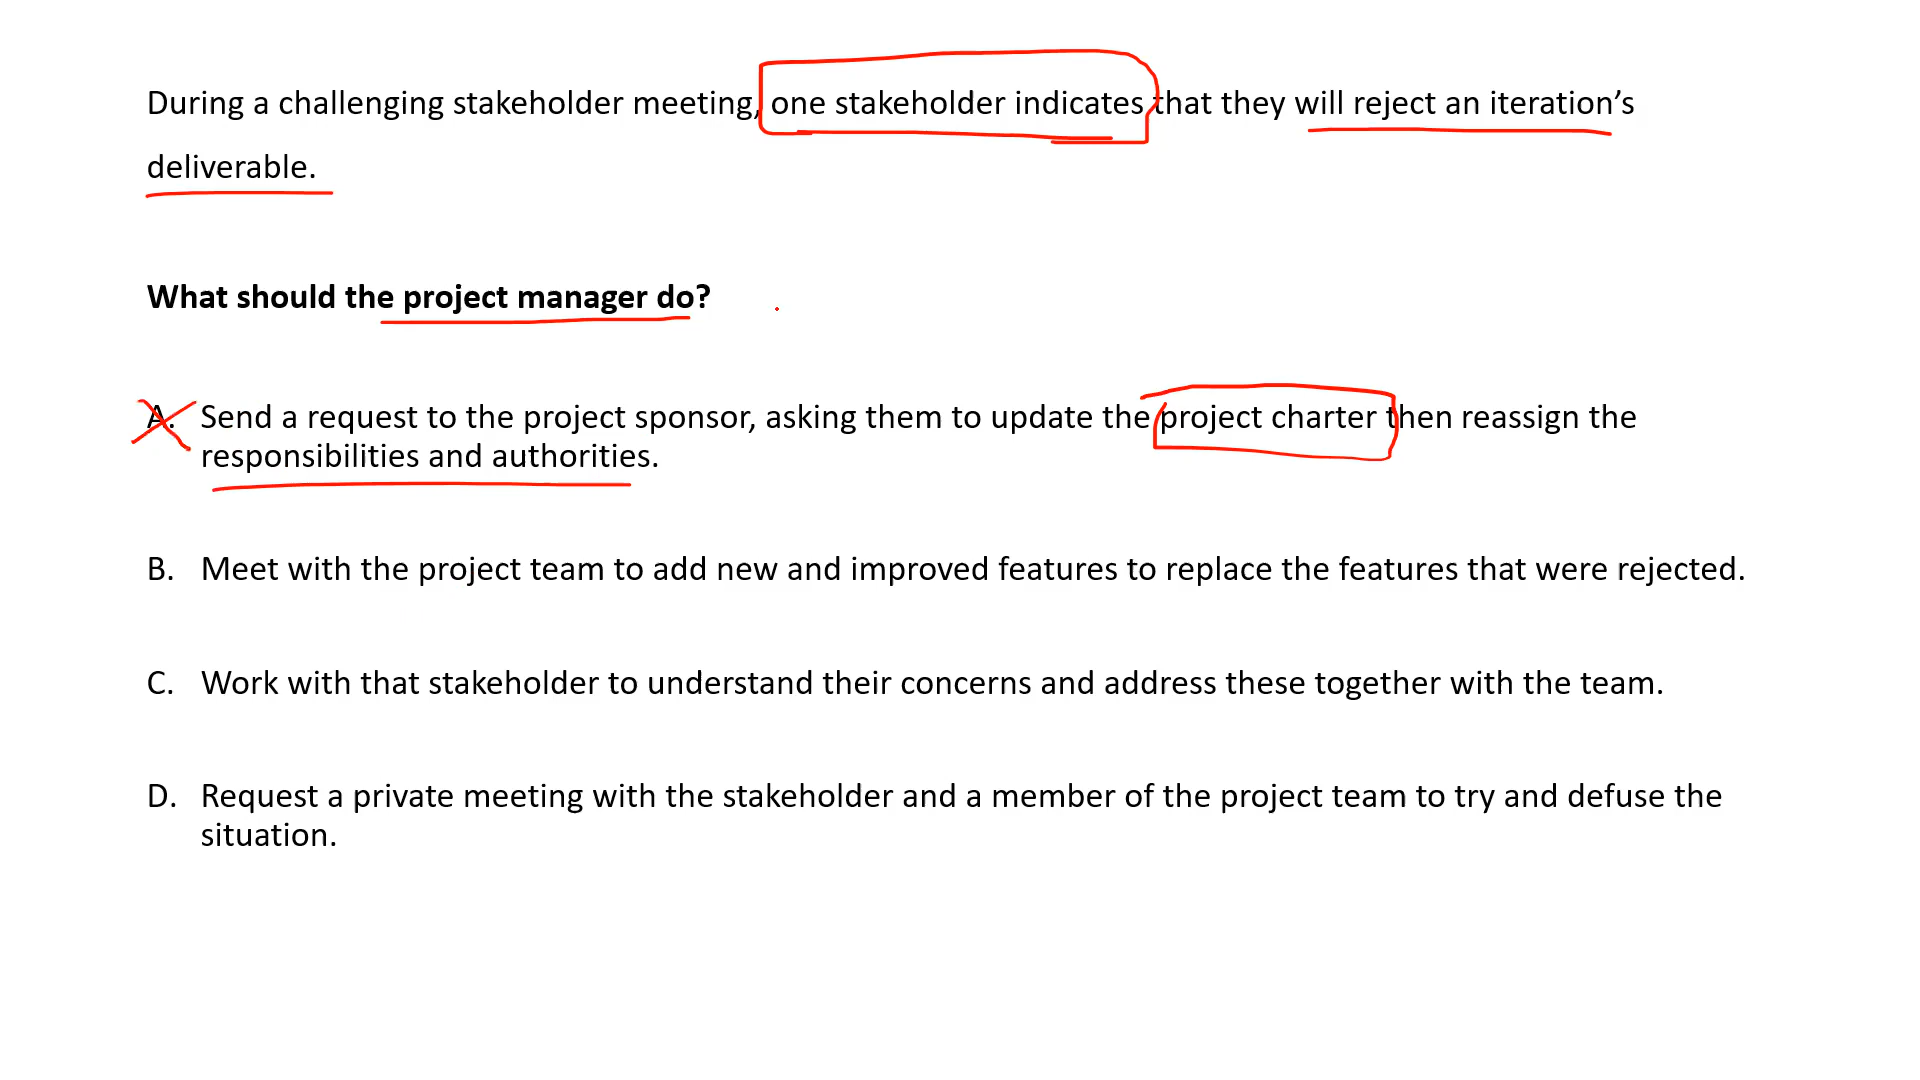 During a challenging stakeholder meeting, one stakeholder indicates that they will reject an iteration’s
deliverable.
What should the project manager do?
A. Send a request to the project sponsor, asking them to update the project charter then reassign the
responsibilities and authorities.
B. Meet with the project team to add new and improved features to replace the features that were rejected.
C. Work with that stakeholder to understand their concerns and address these together with the team.
D. Request a private meeting with the stakeholder and a member of the project team to try and defuse the
situation.